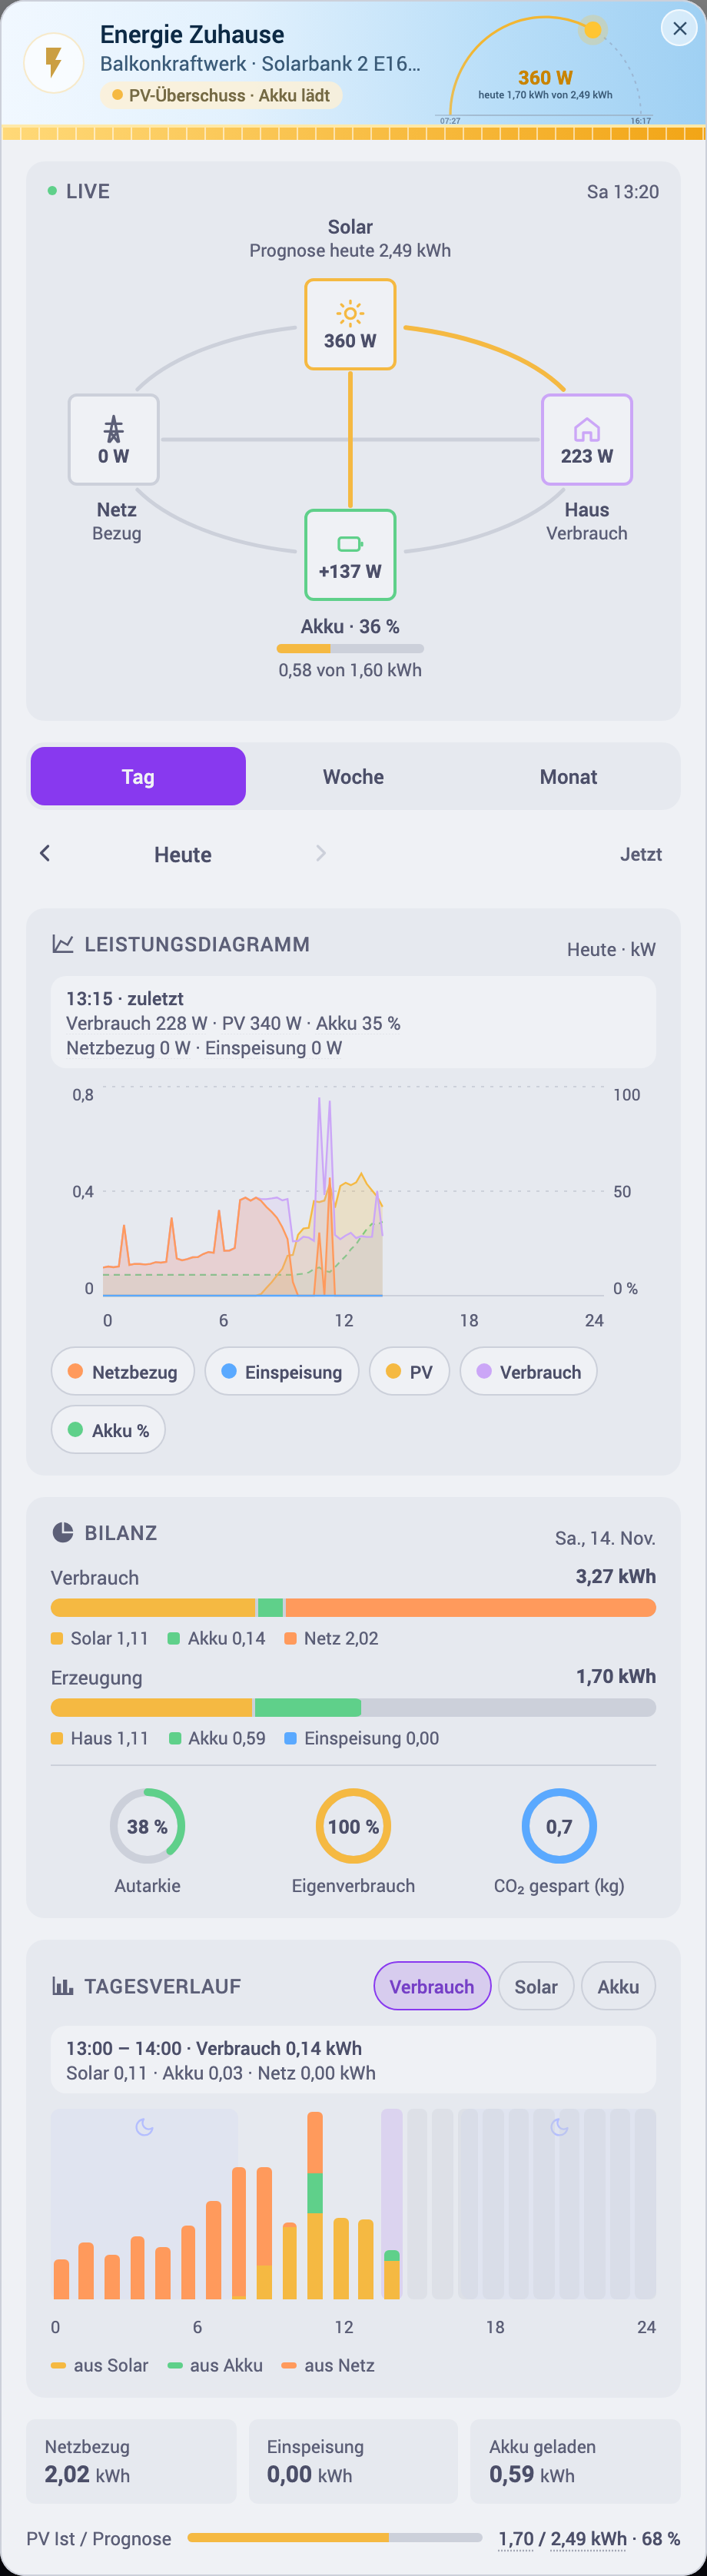 Energie Zuhause
Balkonkraftwerk · Solarbank 2 E16…
PV-Überschuss · Akku lädt
360 W
heute 1,70 kWh von 2,49 kWh
07:27
16:17
LIVE
Sa 13:20
Solar
Prognose heute 2,49 kWh
360 W
0 W
223 W
Netz
Bezug
Haus
Verbrauch
+137 W
Akku · 36 %
0,58 von 1,60 kWh
Tag
Woche
Monat
Heute
Jetzt
LEISTUNGSDIAGRAMM
Heute · kW
13:15 · zuletzt
Verbrauch 228 W · PV 340 W · Akku 35 %
Netzbezug 0 W · Einspeisung 0 W
0,8
100
0,4
50
0
0 %
0 6 12 18 24
Netzbezug
Einspeisung
PV
Verbrauch
Akku %
BILANZ
Sa., 14. Nov.
Verbrauch
3,27 kWh
Solar 1,11
Akku 0,14
Netz 2,02
Erzeugung
1,70 kWh
Haus 1,11
Akku 0,59
Einspeisung 0,00
38 %
100 %
0,7
Autarkie
Eigenverbrauch
CO₂ gespart (kg)
TAGESVERLAUF
Verbrauch
Solar
Akku
13:00 – 14:00 · Verbrauch 0,14 kWh
Solar 0,11 · Akku 0,03 · Netz 0,00 kWh
0 6 12 18 24
aus Solar
aus Akku
aus Netz
Netzbezug
2,02 kWh
Einspeisung
0,00 kWh
Akku geladen
0,59 kWh
PV Ist / Prognose
1,70 / 2,49 kWh · 68 %